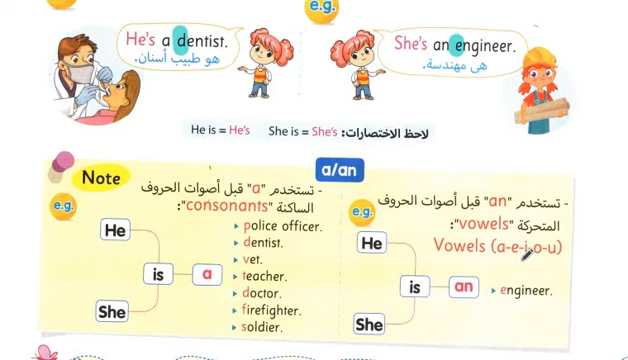 e.g.
He's a dentist.
هو طبيب أسنان.
She's an engineer.
هى مهندسة.
لاحظ الاختصارات: She is = She's He is = He's
a/an
Note
- تستخدم "a" قبل أصوات الحروف
الساكنة "consonants":
e.g.
He
She
is
a
police officer.
dentist.
vet.
teacher.
doctor.
firefighter.
soldier.
- تستخدم "an" قبل أصوات الحروف
المتحركة "vowels":
Vowels (a-e-i-o-u)
e.g.
He
She
is
an
engineer.